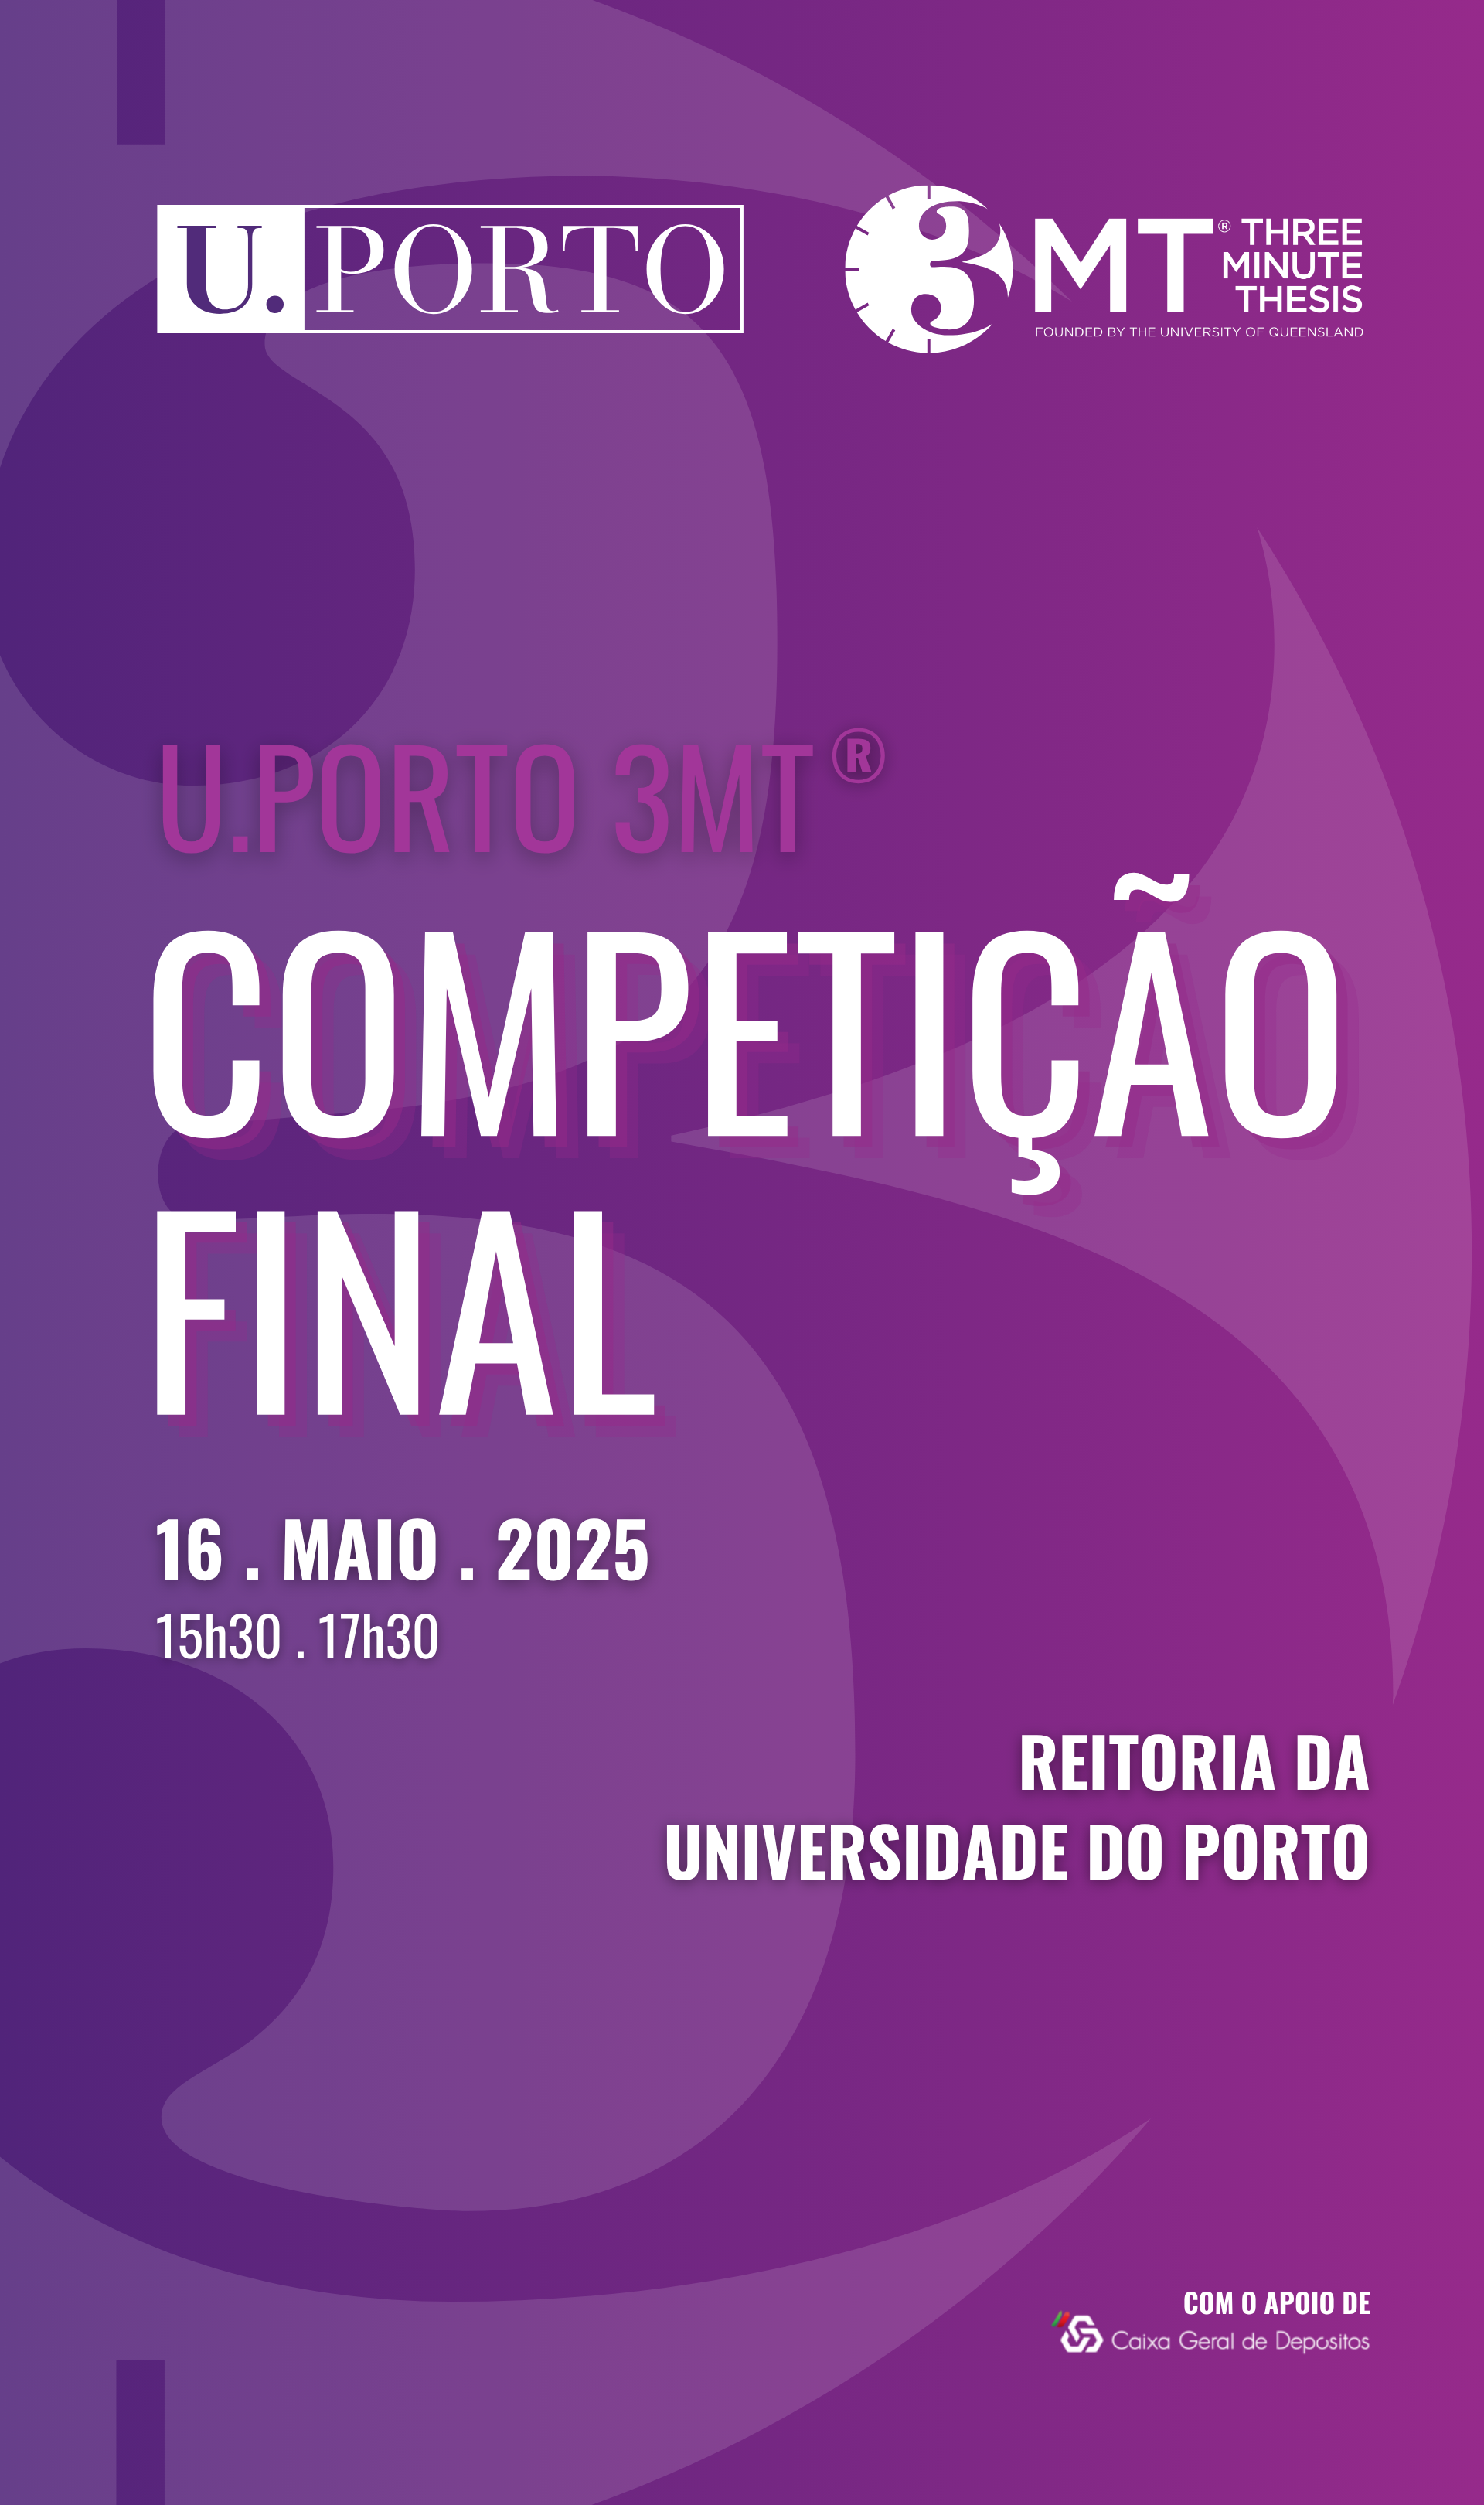 U.PORTO
3MT® THREE
MINUTE
THESIS
FOUNDED BY THE UNIVERSITY OF QUEENSLAND
U.PORTO 3MT®
COMPETIÇÃO
FINAL
16 . MAIO . 2025
15h30 . 17h30
REITORIA DA
UNIVERSIDADE DO PORTO
COM O APOIO DE
Caixa Geral de Depositos